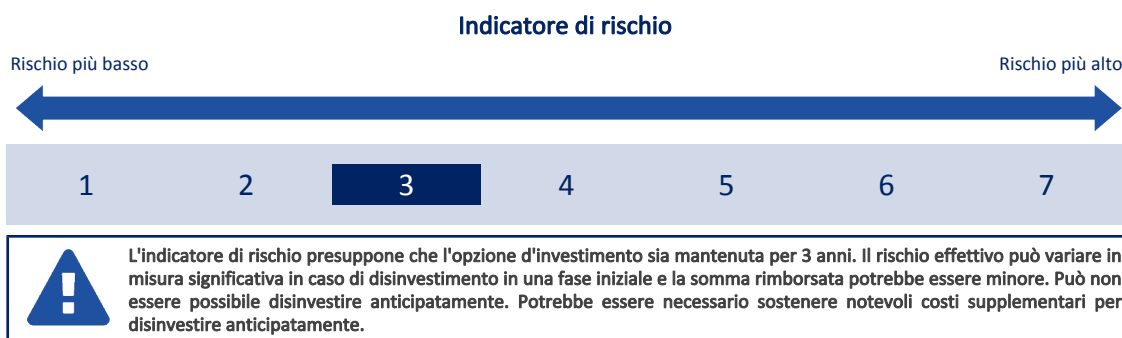 Indicatore di rischio
Rischio più basso
Rischio più alto
1 2 3 4 5 6 7
L'indicatore di rischio presuppone che l'opzione d'investimento sia mantenuta per 3 anni. Il rischio effettivo può variare in
misura significativa in caso di disinvestimento in una fase iniziale e la somma rimborsata potrebbe essere minore. Può non
essere possibile disinvestire anticipatamente. Potrebbe essere necessario sostenere notevoli costi supplementari per
disinvestire anticipatamente.